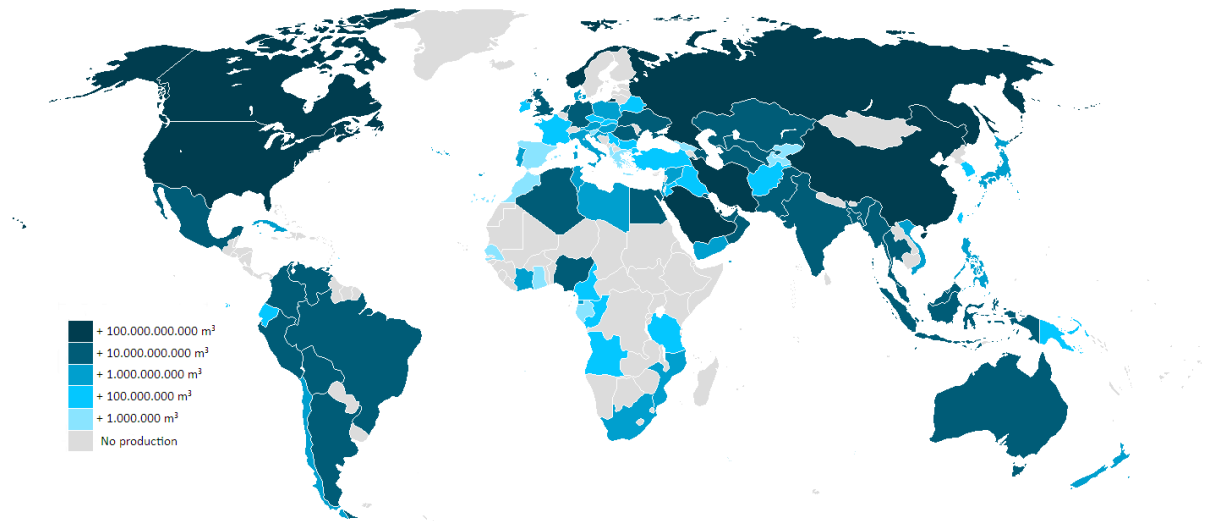 + 100.000.000.000 m³
+ 10.000.000.000 m³
+ 1.000.000.000 m³
+ 100.000.000 m³
+ 1.000.000 m³
No production